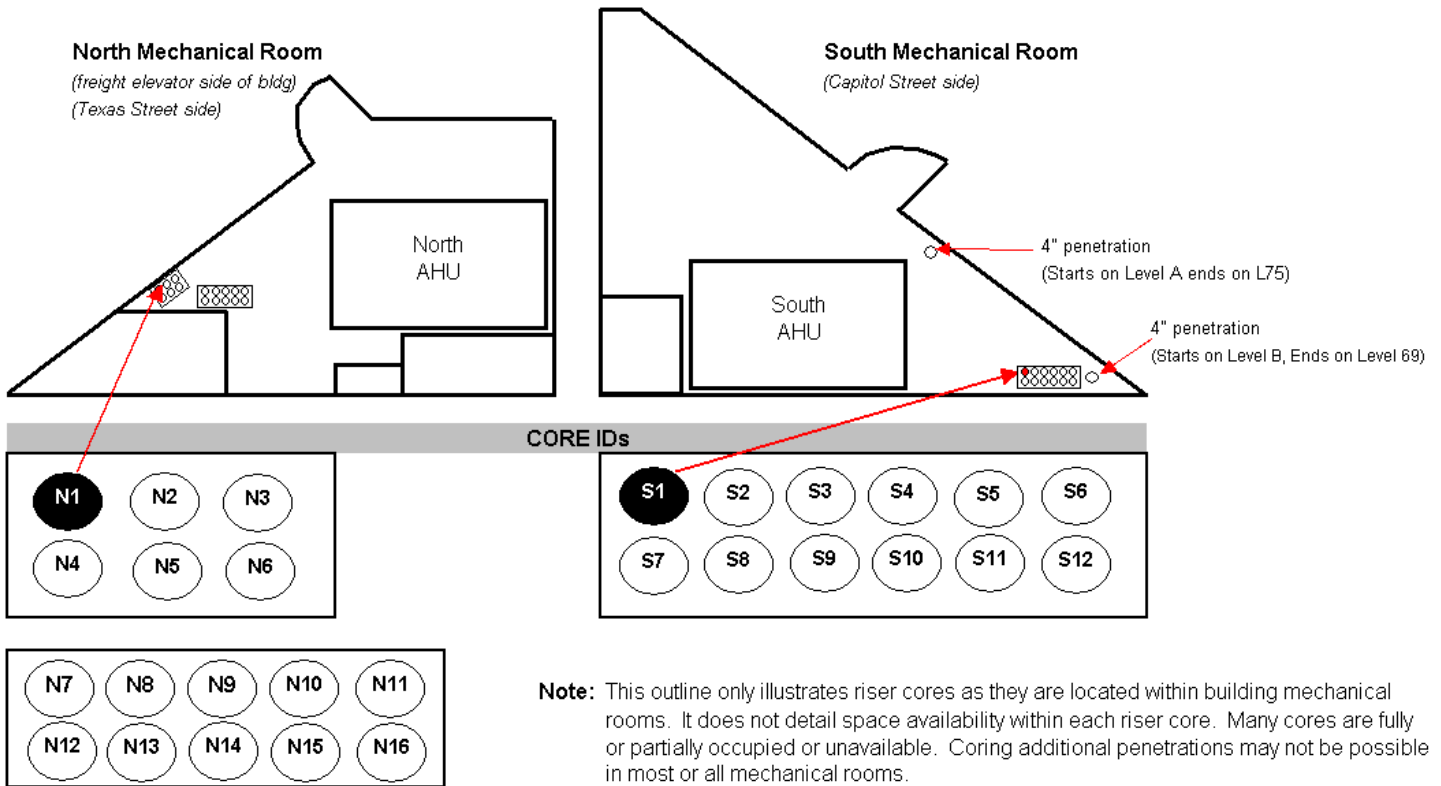 North Mechanical Room
(freight elevator side of bldg)
(Texas Street side)
South Mechanical Room
(Capitol Street side)
North
AHU
South
AHU
4" penetration
(Starts on Level A ends on L75)
4" penetration
(Starts on Level B, Ends on Level 69)
CORE IDs
N1 N2 N3
N4 N5 N6
S1 S2 S3 S4 S5 S6
S7 S8 S9 S10 S11 S12
N7 N8 N9 N10 N11
N12 N13 N14 N15 N16
Note: This outline only illustrates riser cores as they are located within building mechanical
rooms. It does not detail space availability within each riser core. Many cores are fully
or partially occupied or unavailable. Coring additional penetrations may not be possible
in most or all mechanical rooms.